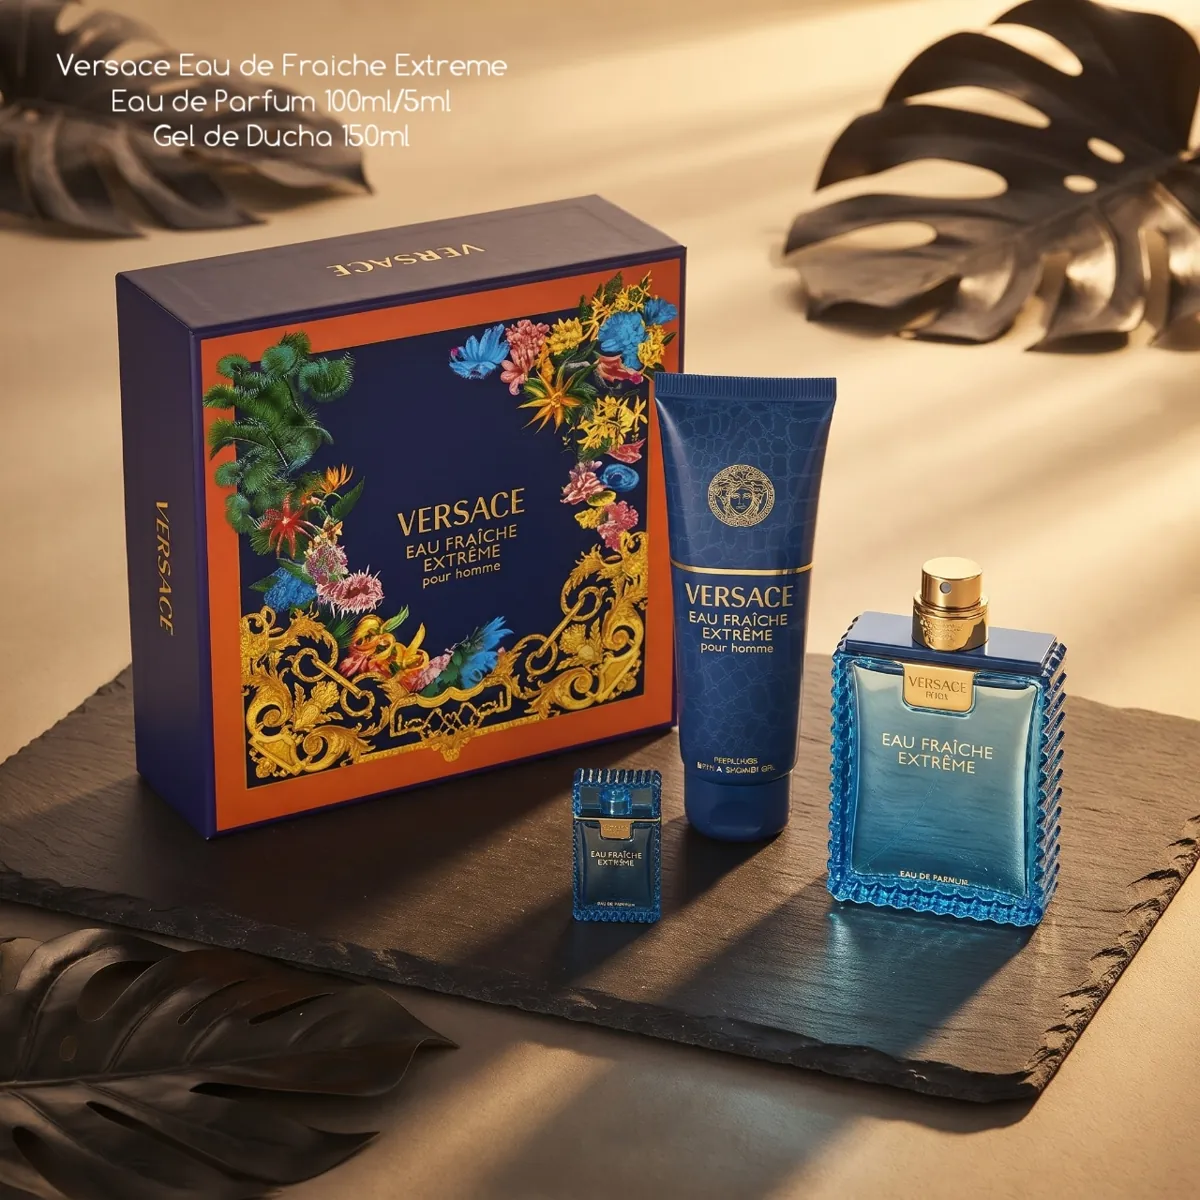 Versace Eau de Fraiche Extreme
Eau de Parfum 100ml/5ml
Gel de Ducha 150ml
VERSACE
VERSACE
VERSACE
EAU FRAÎCHE
EXTRÊME
pour homme
VERSACE
EAU FRAÎCHE
EXTRÊME
pour homme
VERSACE
EAU FRAÎCHE
EXTRÊME
EAU DE PARNUM
EAU FRAÎCHE
EXTRÊME